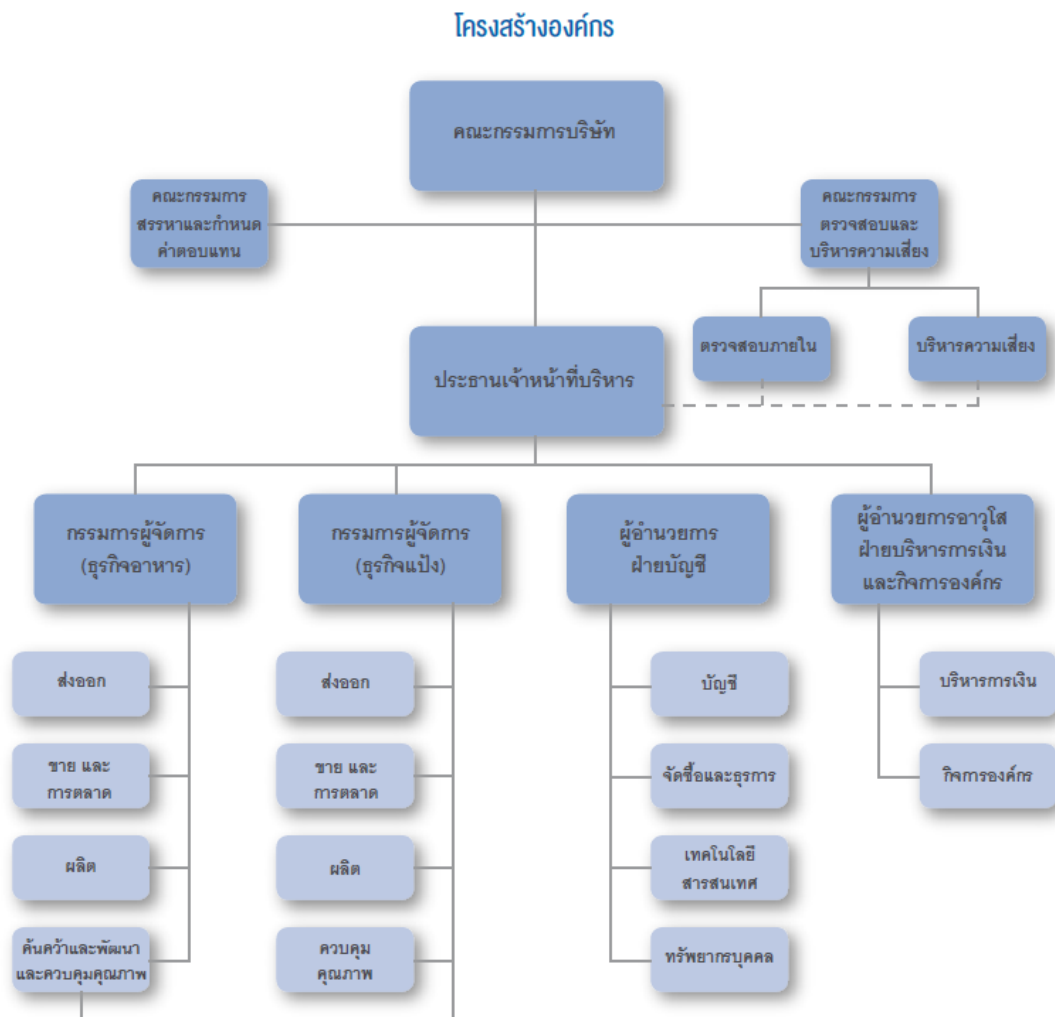 โครงสร้างองค์กร
คณะกรรมการบริษัท
คณะกรรมการ
สรรหาและกำหนด
ค่าตอบแทน
คณะกรรมการ
ตรวจสอบและ
บริหารความเสี่ยง
ตรวจสอบภายใน
บริหารความเสี่ยง
ประธานเจ้าหน้าที่บริหาร
กรรมการผู้จัดการ
(ธุรกิจอาหาร)
กรรมการผู้จัดการ
(ธุรกิจแป้ง)
ผู้อำนวยการ
ฝ่ายบัญชี
ผู้อำนวยการอาวุโส
ฝ่ายบริหารการเงิน
และกิจการองค์กร
ส่งออก
ขาย และ
การตลาด
ผลิต
ค้นคว้าและพัฒนา
และควบคุมคุณภาพ
ส่งออก
ขาย และ
การตลาด
ผลิต
ควบคุม
คุณภาพ
บัญชี
จัดซื้อและธุรการ
เทคโนโลยี
สารสนเทศ
ทรัพยากรบุคคล
บริหารการเงิน
กิจการองค์กร